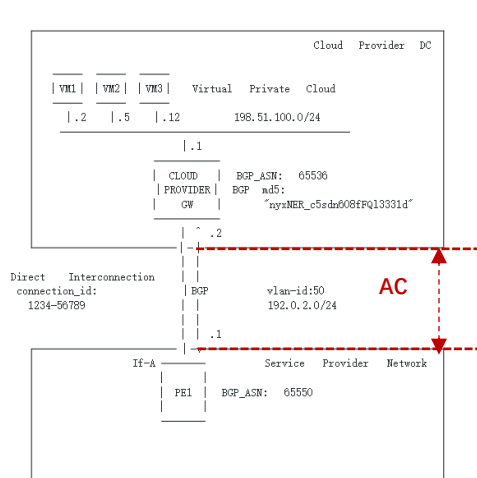 Cloud Provider DC
VM1 VM2 VM3 Virtual Private Cloud
.2 .5 .12 198.51.100.0/24
.1
CLOUD BGP_ASN: 65536
PROVIDER BGP md5:
GW "nyxNER_c5sdn608fFQl3331d"
.2
Direct Interconnection
connection_id: BGP vlan-id:50 AC
1234-56789 192.0.2.0/24
.1
If-A Service Provider Network
PE1 BGP_ASN: 65550